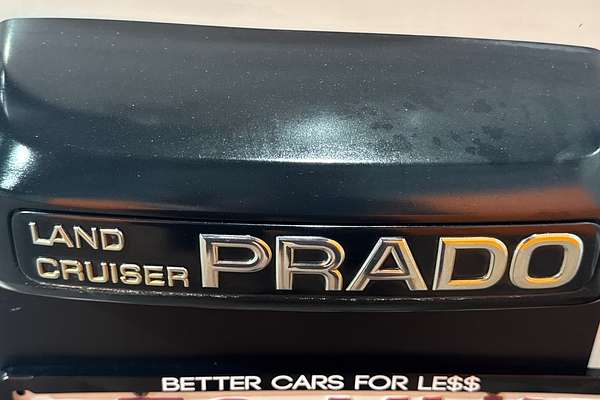 LAND
CRUISER PRADO
BETTER CARS FOR LE$$